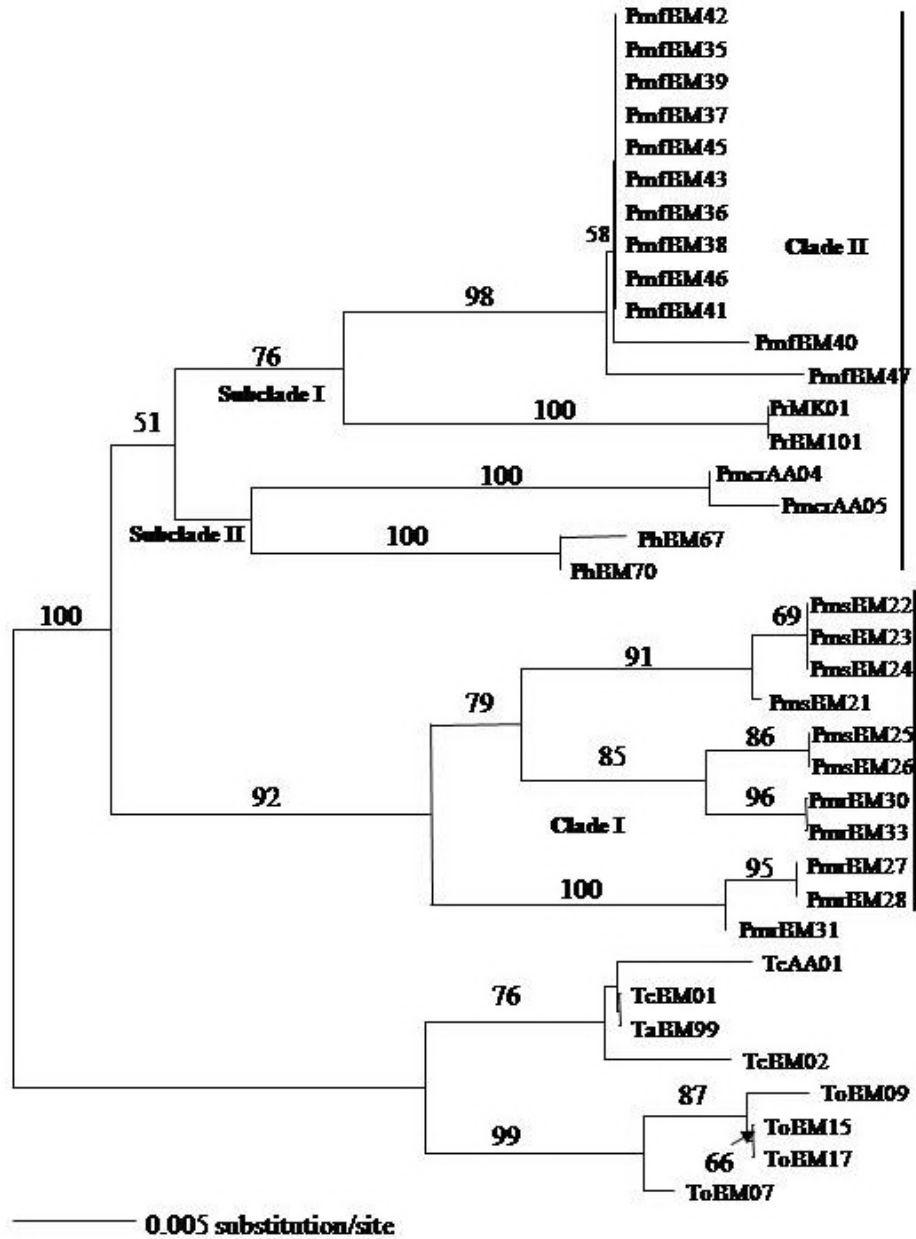 PmfBM42
PmfBM35
PmfBM39
PmfBM37
PmfBM45
PmfBM43
PmfBM36
58
PmfBM38
Clade II
PmfBM46
98
PmfBM41
PmfBM40
76
PmfBM47
Subclade I
100
PrMK01
51
PrBM101
100
PmcrAA04
PmcrAA05
Subclade II
100
PhBM67
PhBM70
100
PmsBM22
69
PmsBM23
91
PmsBM24
79
PmsBM21
86
PmsBM25
85
PmsBM26
92
96
PmrBM30
Clade I
PmrBM33
95
PmrBM27
100
PmrBM28
PmrBM31
TcAA01
76
TcBM01
TaBM99
TcBM02
87
ToBM09
99
ToBM15
66
ToBM17
ToBM07
0.005 substitution/site